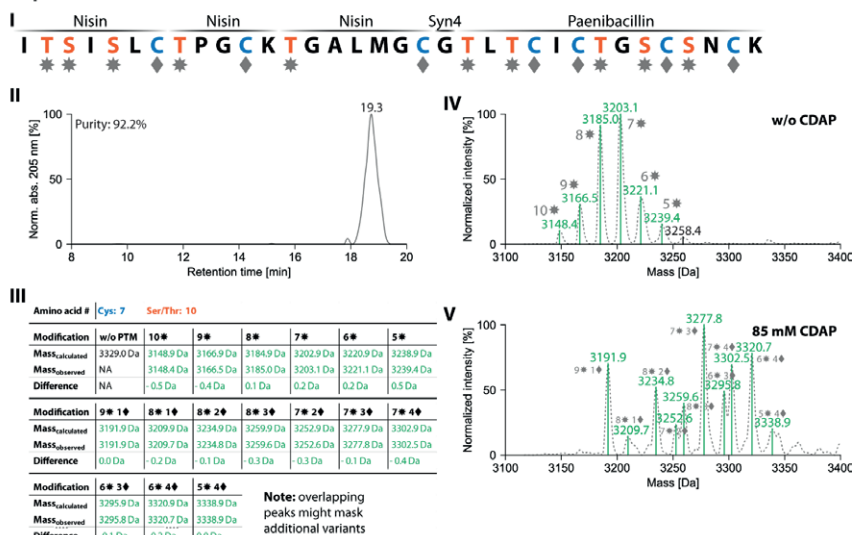 I Nisin Nisin Nisin Syn4 Paenibacillin
I T S I S L C T P G C K T G A L M G C G T L T C I C T G S C S N C K
II
Purity: 92.2%
19.3
100
50
0
Norm. abs. 205 nm [%]
8 10 12 14 16 18 20
Retention time [min]
IV
w/o CDAP
3203.1
3185.0
7✷
8✷
9✷
3166.5
6✷
3221.1
10✷
3148.4
5✷
3239.4
3258.4
100
50
0
Normalized intensity [%]
3100 3200 3300 3400
Mass [Da]
III
Amino acid # Cys: 7 Ser/Thr: 10
Modification w/o PTM 10✷ 9✷ 8✷ 7✷ 6✷ 5✷
Mass calculated 3329.0 Da 3148.9 Da 3166.9 Da 3184.9 Da 3202.9 Da 3220.9 Da 3238.9 Da
Mass observed NA 3148.4 Da 3166.5 Da 3185.0 Da 3203.1 Da 3221.1 Da 3239.4 Da
Difference NA - 0.5 Da - 0.4 Da 0.1 Da 0.2 Da 0.2 Da 0.5 Da
Modification 9✷ 1♦ 8✷ 1♦ 8✷ 2♦ 8✷ 3♦ 7✷ 2♦ 7✷ 3♦ 7✷ 4♦
Mass calculated 3191.9 Da 3209.9 Da 3234.9 Da 3259.9 Da 3252.9 Da 3277.9 Da 3302.9 Da
Mass observed 3191.9 Da 3209.7 Da 3234.8 Da 3259.6 Da 3252.6 Da 3277.8 Da 3302.5 Da
Difference 0.0 Da - 0.2 Da - 0.1 Da - 0.3 Da - 0.3 Da - 0.1 Da - 0.4 Da
Modification 6✷ 3♦ 6✷ 4♦ 5✷ 4♦
Mass calculated 3295.9 Da 3320.9 Da 3338.9 Da
Mass observed 3295.8 Da 3320.7 Da 3338.9 Da
Note: overlapping
peaks might mask
additional variants
V
85 mM CDAP
3277.8
7✷ 3♦
7✷ 4♦
3320.7
3302.5
6✷ 4♦
3191.9
9✷ 1♦
8✷ 2♦
3234.8
3295.8
3259.6
8✷ 1♦
3209.7
3252.6
5✷ 4♦
3338.9
100
50
0
Normalized intensity [%]
3100 3200 3300 3400
Mass [Da]